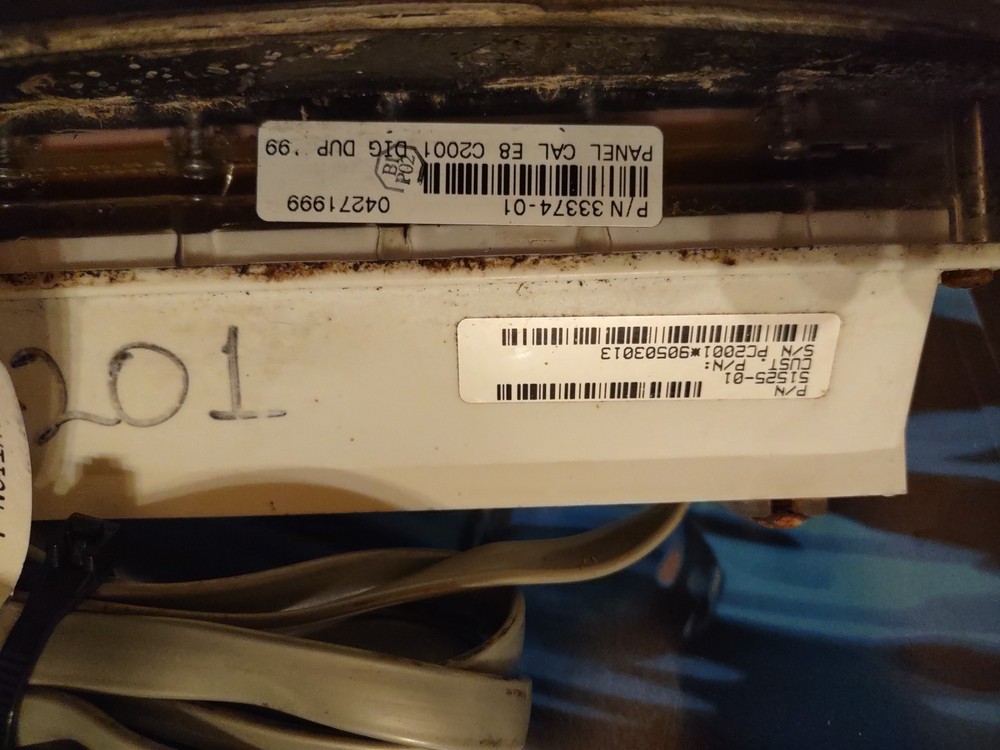 P/N 33374-01 04271999
PANEL CAL E8 C2001 DIG DUP '99
P/N
51525-01
CUST. P/N:
S/N PC2001*90503013
201